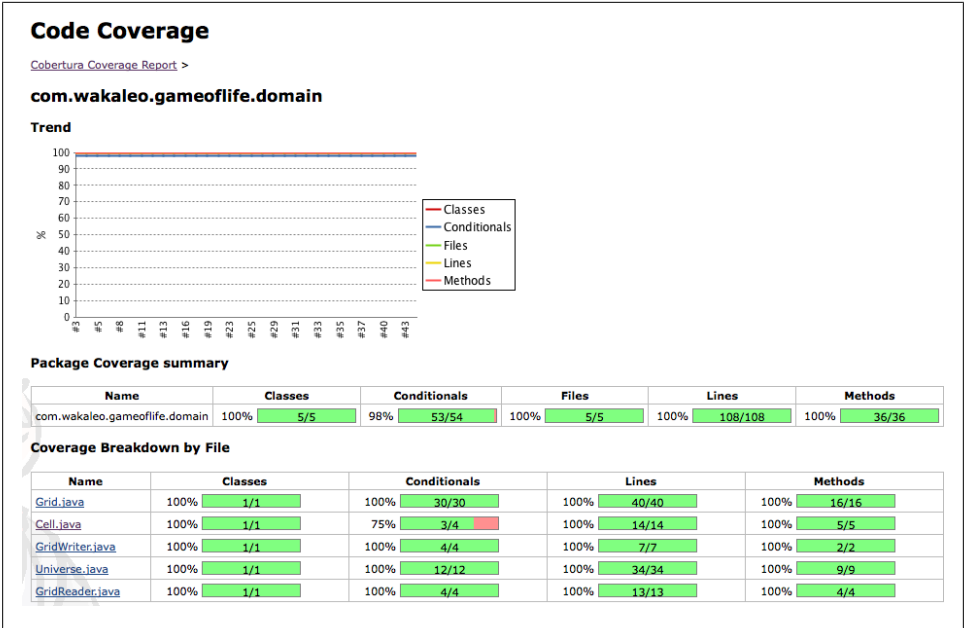 Code Coverage
Cobertura Coverage Report >
com.wakaleo.gameoflife.domain
Trend
100
90
80
70
60
50
40
30
20
10
0
%
#3 #5 #8 #11 #13 #16 #19 #23 #25 #29 #31 #33 #35 #37 #40 #43
Classes
Conditionals
Files
Lines
Methods
Package Coverage summary
Name Classes Conditionals Files Lines Methods
com.wakaleo.gameoflife.domain 100% 5/5 98% 53/54 100% 5/5 100% 108/108 100% 36/36
Coverage Breakdown by File
Name Classes Conditionals Lines Methods
Grid.java 100% 1/1 100% 30/30 100% 40/40 100% 16/16
Cell.java 100% 1/1 75% 3/4 100% 14/14 100% 5/5
GridWriter.java 100% 1/1 100% 4/4 100% 7/7 100% 2/2
Universe.java 100% 1/1 100% 12/12 100% 34/34 100% 9/9
GridReader.java 100% 1/1 100% 4/4 100% 13/13 100% 4/4